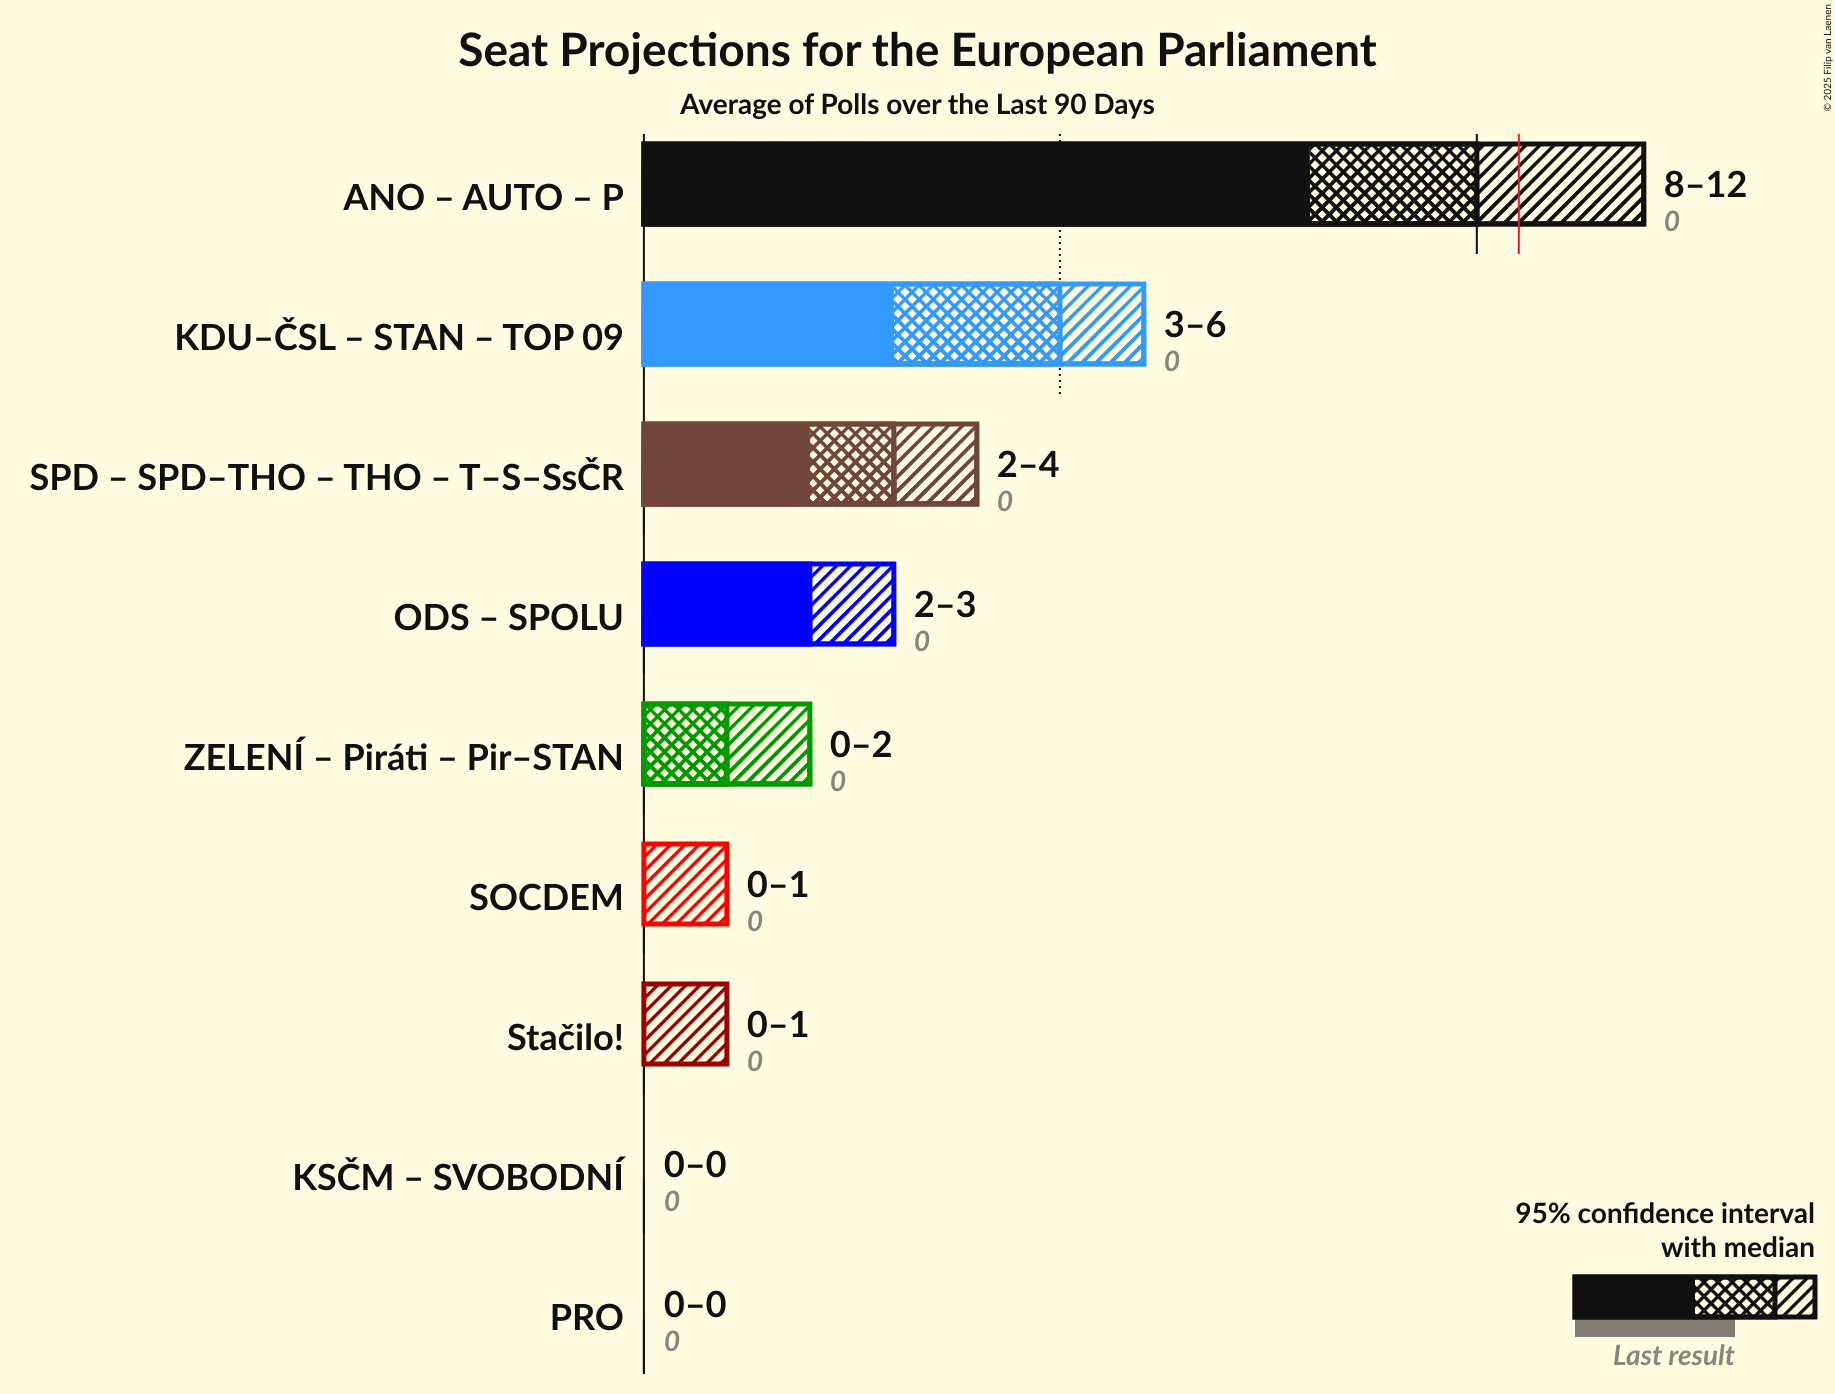 Seat Projections for the European Parliament
Average of Polls over the Last 90 Days
© 2025 Filip van Laenen
ANO – AUTO – P
8–12
0
KDU–ČSL – STAN – TOP 09
3–6
0
SPD – SPD–THO – THO – T–S–SsČR
2–4
0
ODS – SPOLU
2–3
0
ZELENÍ – Piráti – Pir–STAN
0–2
0
SOCDEM
0–1
0
Stačilo!
0–1
0
KSČM – SVOBODNÍ
0–0
0
PRO
0–0
0
95% confidence interval
with median
Last result